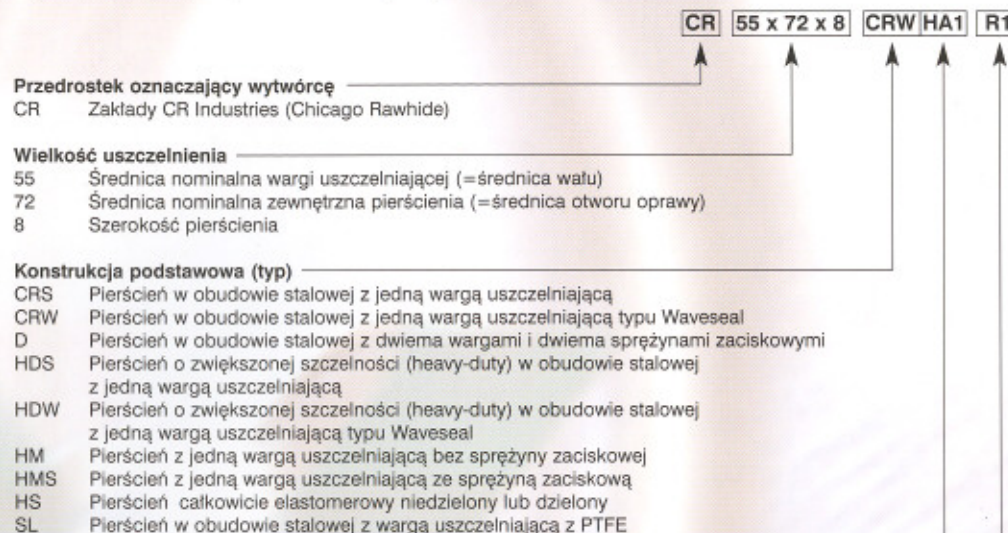 CR 55 x 72 x 8 CRW HA1 R1
Przedrostek oznaczający wytwórcę
CR Zakłady CR Industries (Chicago Rawhide)
Wielkość uszczelnienia
55 Średnica nominalna wargi uszczelniającej (=średnica wału)
72 Średnica nominalna zewnętrzna pierścienia (=średnica otworu oprawy)
8 Szerokość pierścienia
Konstrukcja podstawowa (typ)
CRS Pierścień w obudowie stalowej z jedną wargą uszczelniającą
CRW Pierścień w obudowie stalowej z jedną wargą uszczelniającą typu Waveseal
D Pierścień w obudowie stalowej z dwiema wargami i dwiema sprężynami zaciskowymi
HDS Pierścień o zwiększonej szczelności (heavy-duty) w obudowie stalowej
z jedną wargą uszczelniającą
HDW Pierścień o zwiększonej szczelności (heavy-duty) w obudowie stalowej
z jedną wargą uszczelniającą typu Waveseal
HM Pierścień z jedną wargą uszczelniającą bez sprężyny zaciskowej
HMS Pierścień z jedną wargą uszczelniającą ze sprężyną zaciskową
HS Pierścień całkowicie elastomerowy niedzielony lub dzielony
SL Pierścień w obudowie stalowej z wargą uszczelniającą z PTFE